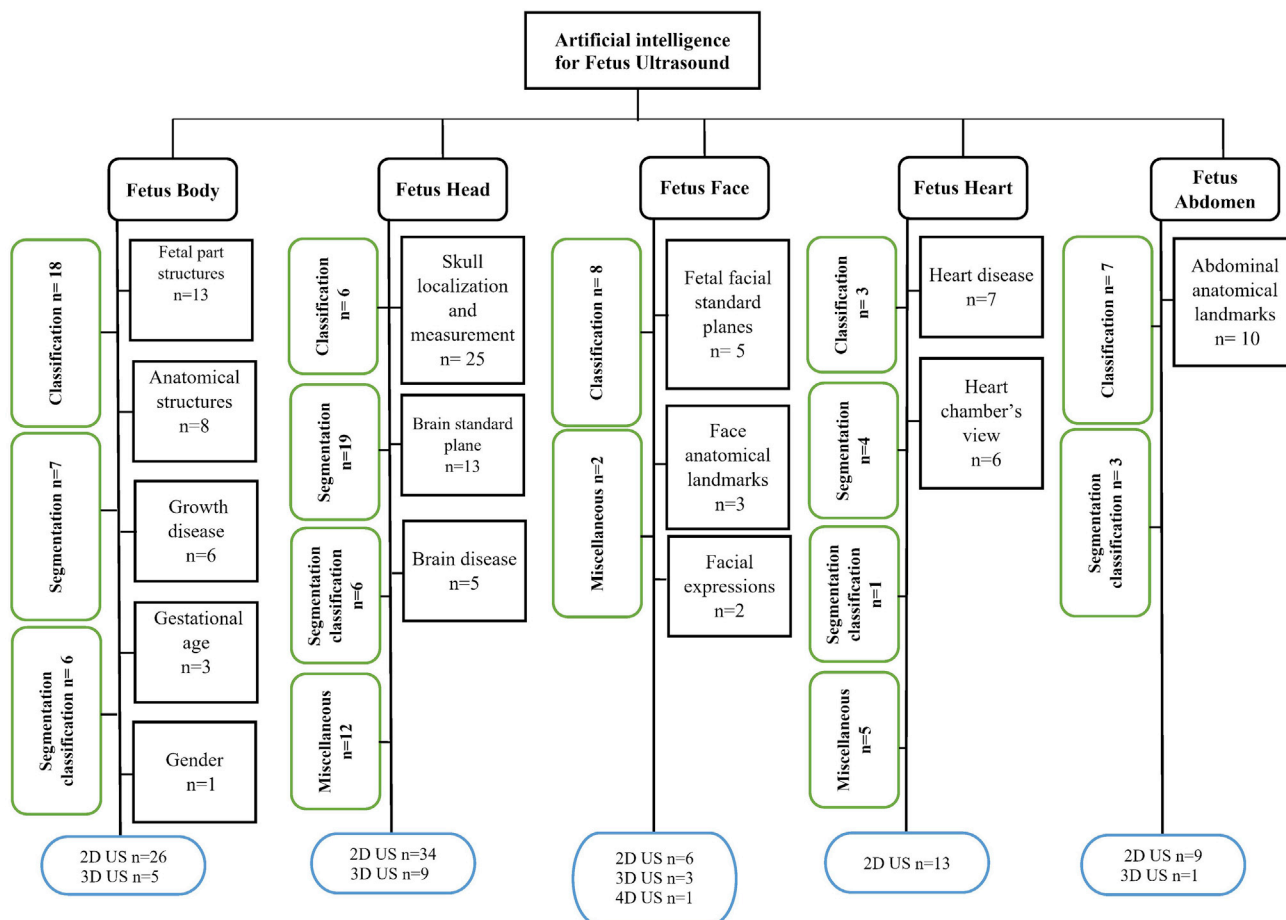 Artificial intelligence
for Fetus Ultrasound
Fetus Body
Classification n= 18
Segmentation n=7
Segmentation
classification n= 6
Fetal part
structures
n=13
Anatomical
structures
n=8
Growth
disease
n=6
Gestational
age
n=3
Gender
n=1
2D US n=26
3D US n=5
Fetus Head
Classification
n= 6
Segmentation
n=19
Segmentation
classification
n=6
Miscellaneous
n=12
Skull
localization
and
measurement
n= 25
Brain standard
plane
n=13
Brain disease
n=5
2D US n=34
3D US n=9
Fetus Face
Classification n= 8
Miscellaneous n=2
Fetal facial
standard
planes
n= 5
Face
anatomical
landmarks
n=3
Facial
expressions
n=2
2D US n=6
3D US n=3
4D US n=1
Fetus Heart
Classification
n= 3
Segmentation
n=4
Segmentation
classification
n=1
Miscellaneous
n=5
Heart disease
n=7
Heart
chamber’s
view
n=6
2D US n=13
Fetus
Abdomen
Classification n= 7
Segmentation
classification n= 3
Abdominal
anatomical
landmarks
n= 10
2D US n=9
3D US n=1